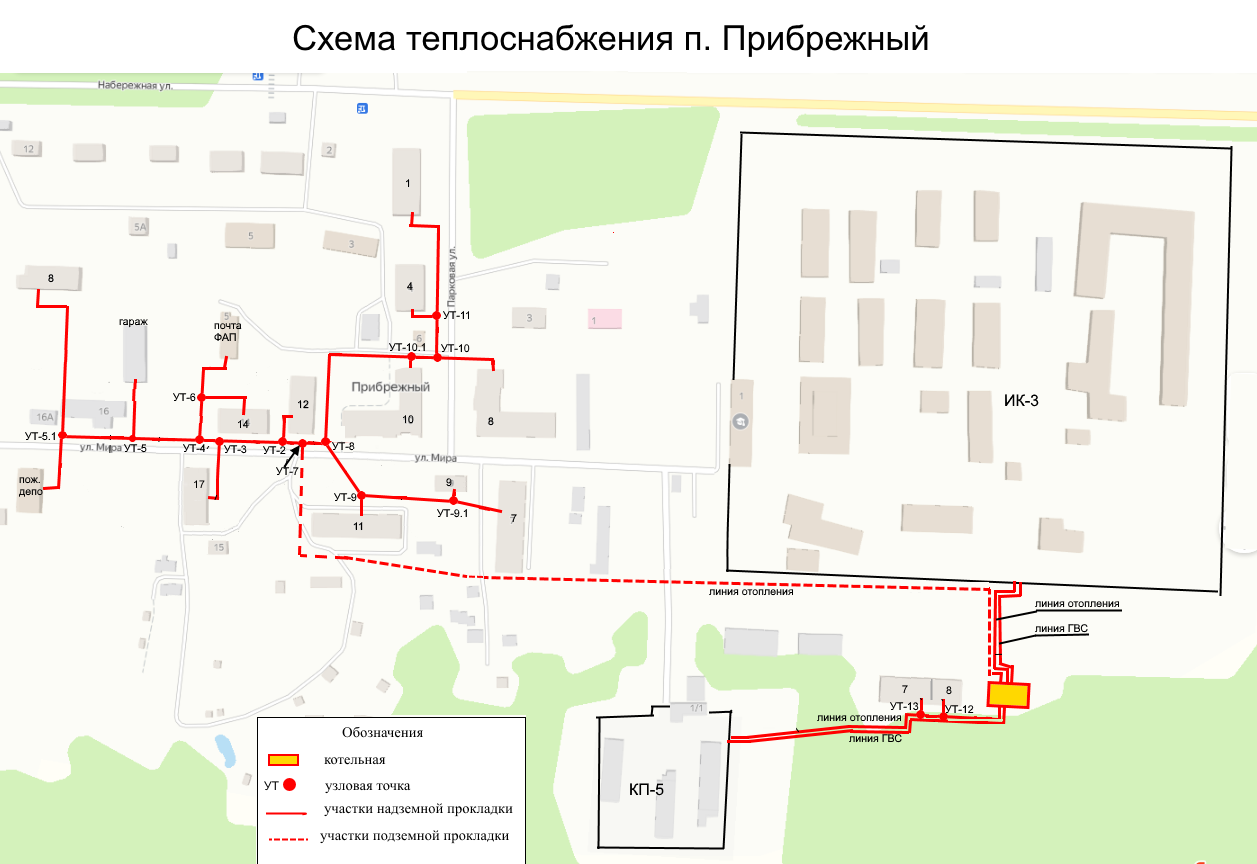 Схема теплоснабжения п. Прибрежный
Набережная ул.
12
2
1
5А
5
3
Парковая ул.
8
4
гараж
5
почта
ФАП
УТ-11
6
3
1
УТ-10.1
УТ-10
Прибрежный
1
ИК-3
УТ-6
12
16А
16
14
10
8
УТ-5.1
ул. Мира
УТ-5
УТ-4
УТ-3
УТ-2
УТ-8
УТ-7
ул. Мира
пож.
депо
17
9
УТ-9
УТ-9.1
11
7
15
линия отопления
линия отопления
линия ГВС
7
8
УТ-13
УТ-12
1/1
линия отопления
линия ГВС
КП-5
Обозначения
котельная
УТ
узловая точка
участки надземной прокладки
участки подземной прокладки